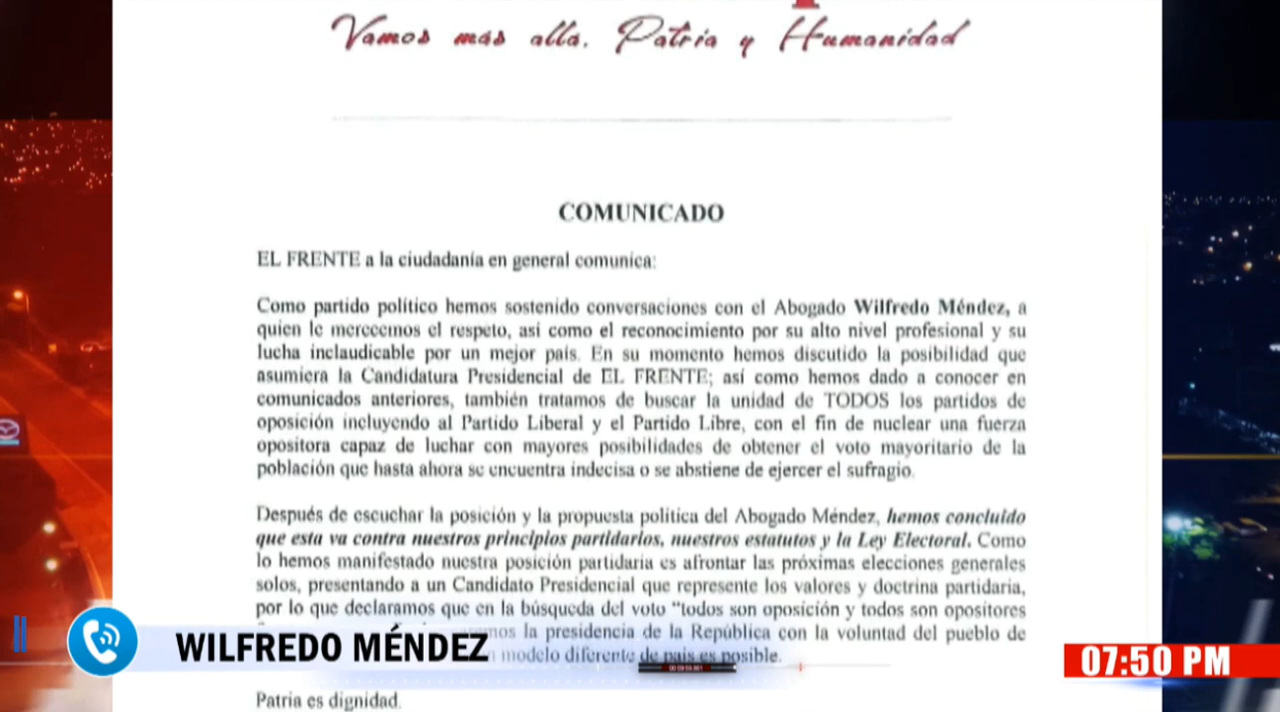 Vamos más alla. Patria y Humanidad
COMUNICADO
EL FRENTE a la ciudadanía en general comunica:
Como partido político hemos sostenido conversaciones con el Abogado Wilfredo Méndez, a
quien le merecemos el respeto, asi como el reconocimiento por su alto nivel profesional y su
lucha inclaudicable por un mejor país. En su momento hemos discutido la posibilidad que
asumiera la Candidatura Presidencial de EL FRENTE; así como hemos dado a conocer en
comunicados anteriores, también tratamos de buscar la unidad de TODOS los partidos de
oposición incluyendo al Partido Liberal y el Partido Libre, con el fin de nuclear una fuerza
opositora capaz de luchar con mayores posibilidades de obtener el voto mayoritario de la
población que hasta ahora se encuentra indecisa o se abstiene de ejercer el sufragio.
Después de escuchar la posición y la propuesta política del Abogado Méndez, hemos concluido
que esta va contra nuestros principios partidarios, nuestros estatutos y la Ley Electoral. Como
lo hemos manifestado nuestra posición partidaria es afrontar las próximas elecciones generales
solos, presentando a un Candidato Presidencial que represente los valores y doctrina partidaria,
por lo que declaramos que en la búsqueda del voto "todos son oposición y todos son opositores
la presidencia de la República con la voluntad del pueblo de
modelo diferente de país es posible.
Patria es dignidad.
WILFREDO MÉNDEZ
07:50 PM